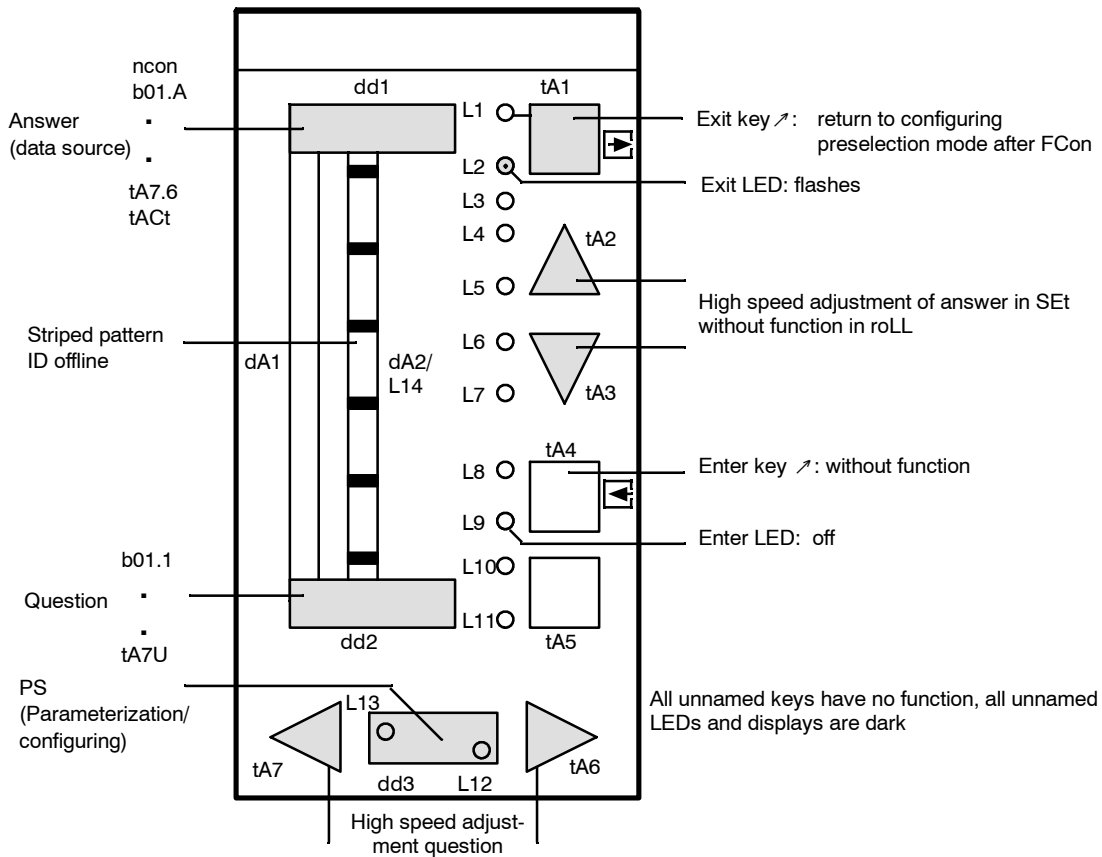 ncon
b01.A
Answer
(data source)
tA7.6
tACt
Striped pattern
ID offline
b01.1
Question
tA7U
PS
(Parameterization/
configuring)
dd1
tA1
L1
L2
L3
L4
tA2
L5
L6
dA1
dA2/
L14
L7
tA3
tA4
L8
L9
L10
L11
dd2
tA5
L13
tA7
dd3
L12
tA6
High speed adjust-
ment question
Exit key ↗: return to configuring
preselection mode after FCon
Exit LED: flashes
High speed adjustment of answer in SEt
without function in roLL
Enter key ↗: without function
Enter LED: off
All unnamed keys have no function, all unnamed
LEDs and displays are dark